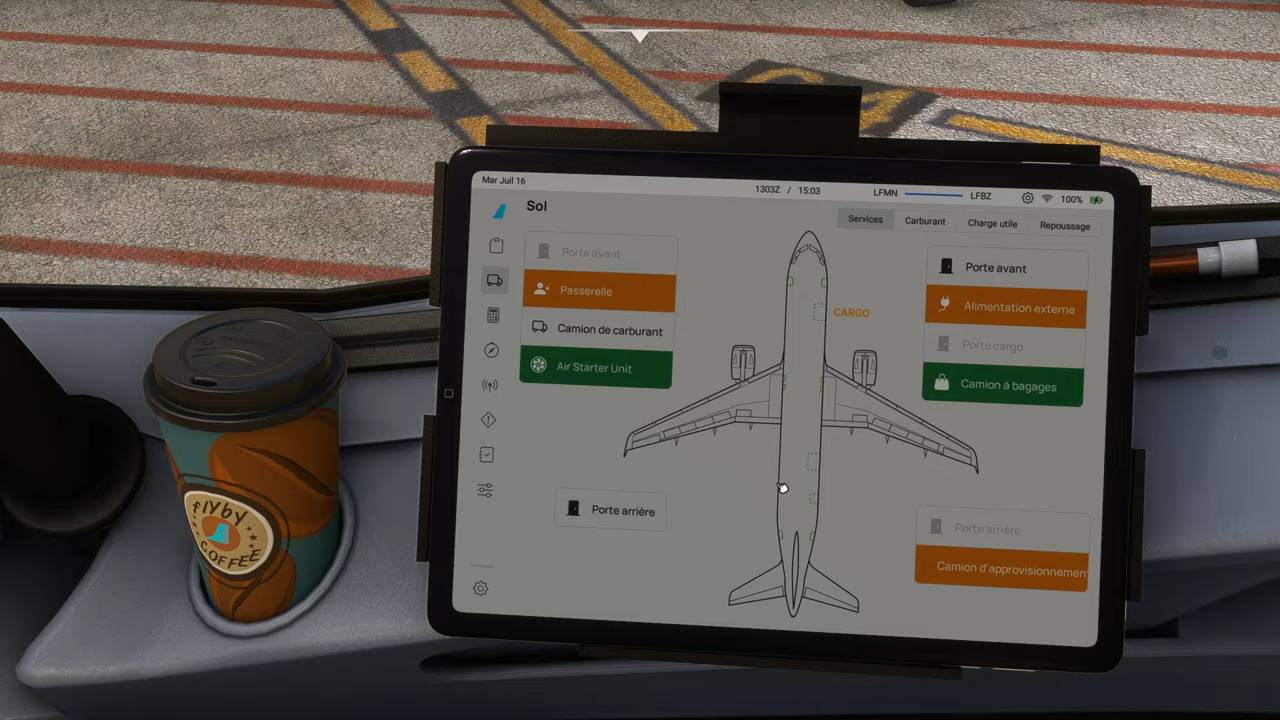 Mar Juil 16
1303Z / 15:03
LFMN
LFBZ
100%
Sol
Services
Carburant
Charge utile
Repoussage
Porte avant
Passerelle
Camion de carburant
Air Starter Unit
CARGO
Porte avant
Alimentation externe
Porte cargo
Camion à bagages
Porte arrière
Porte arrière
Camion d'approvisionnemen
flyby
COFFEE